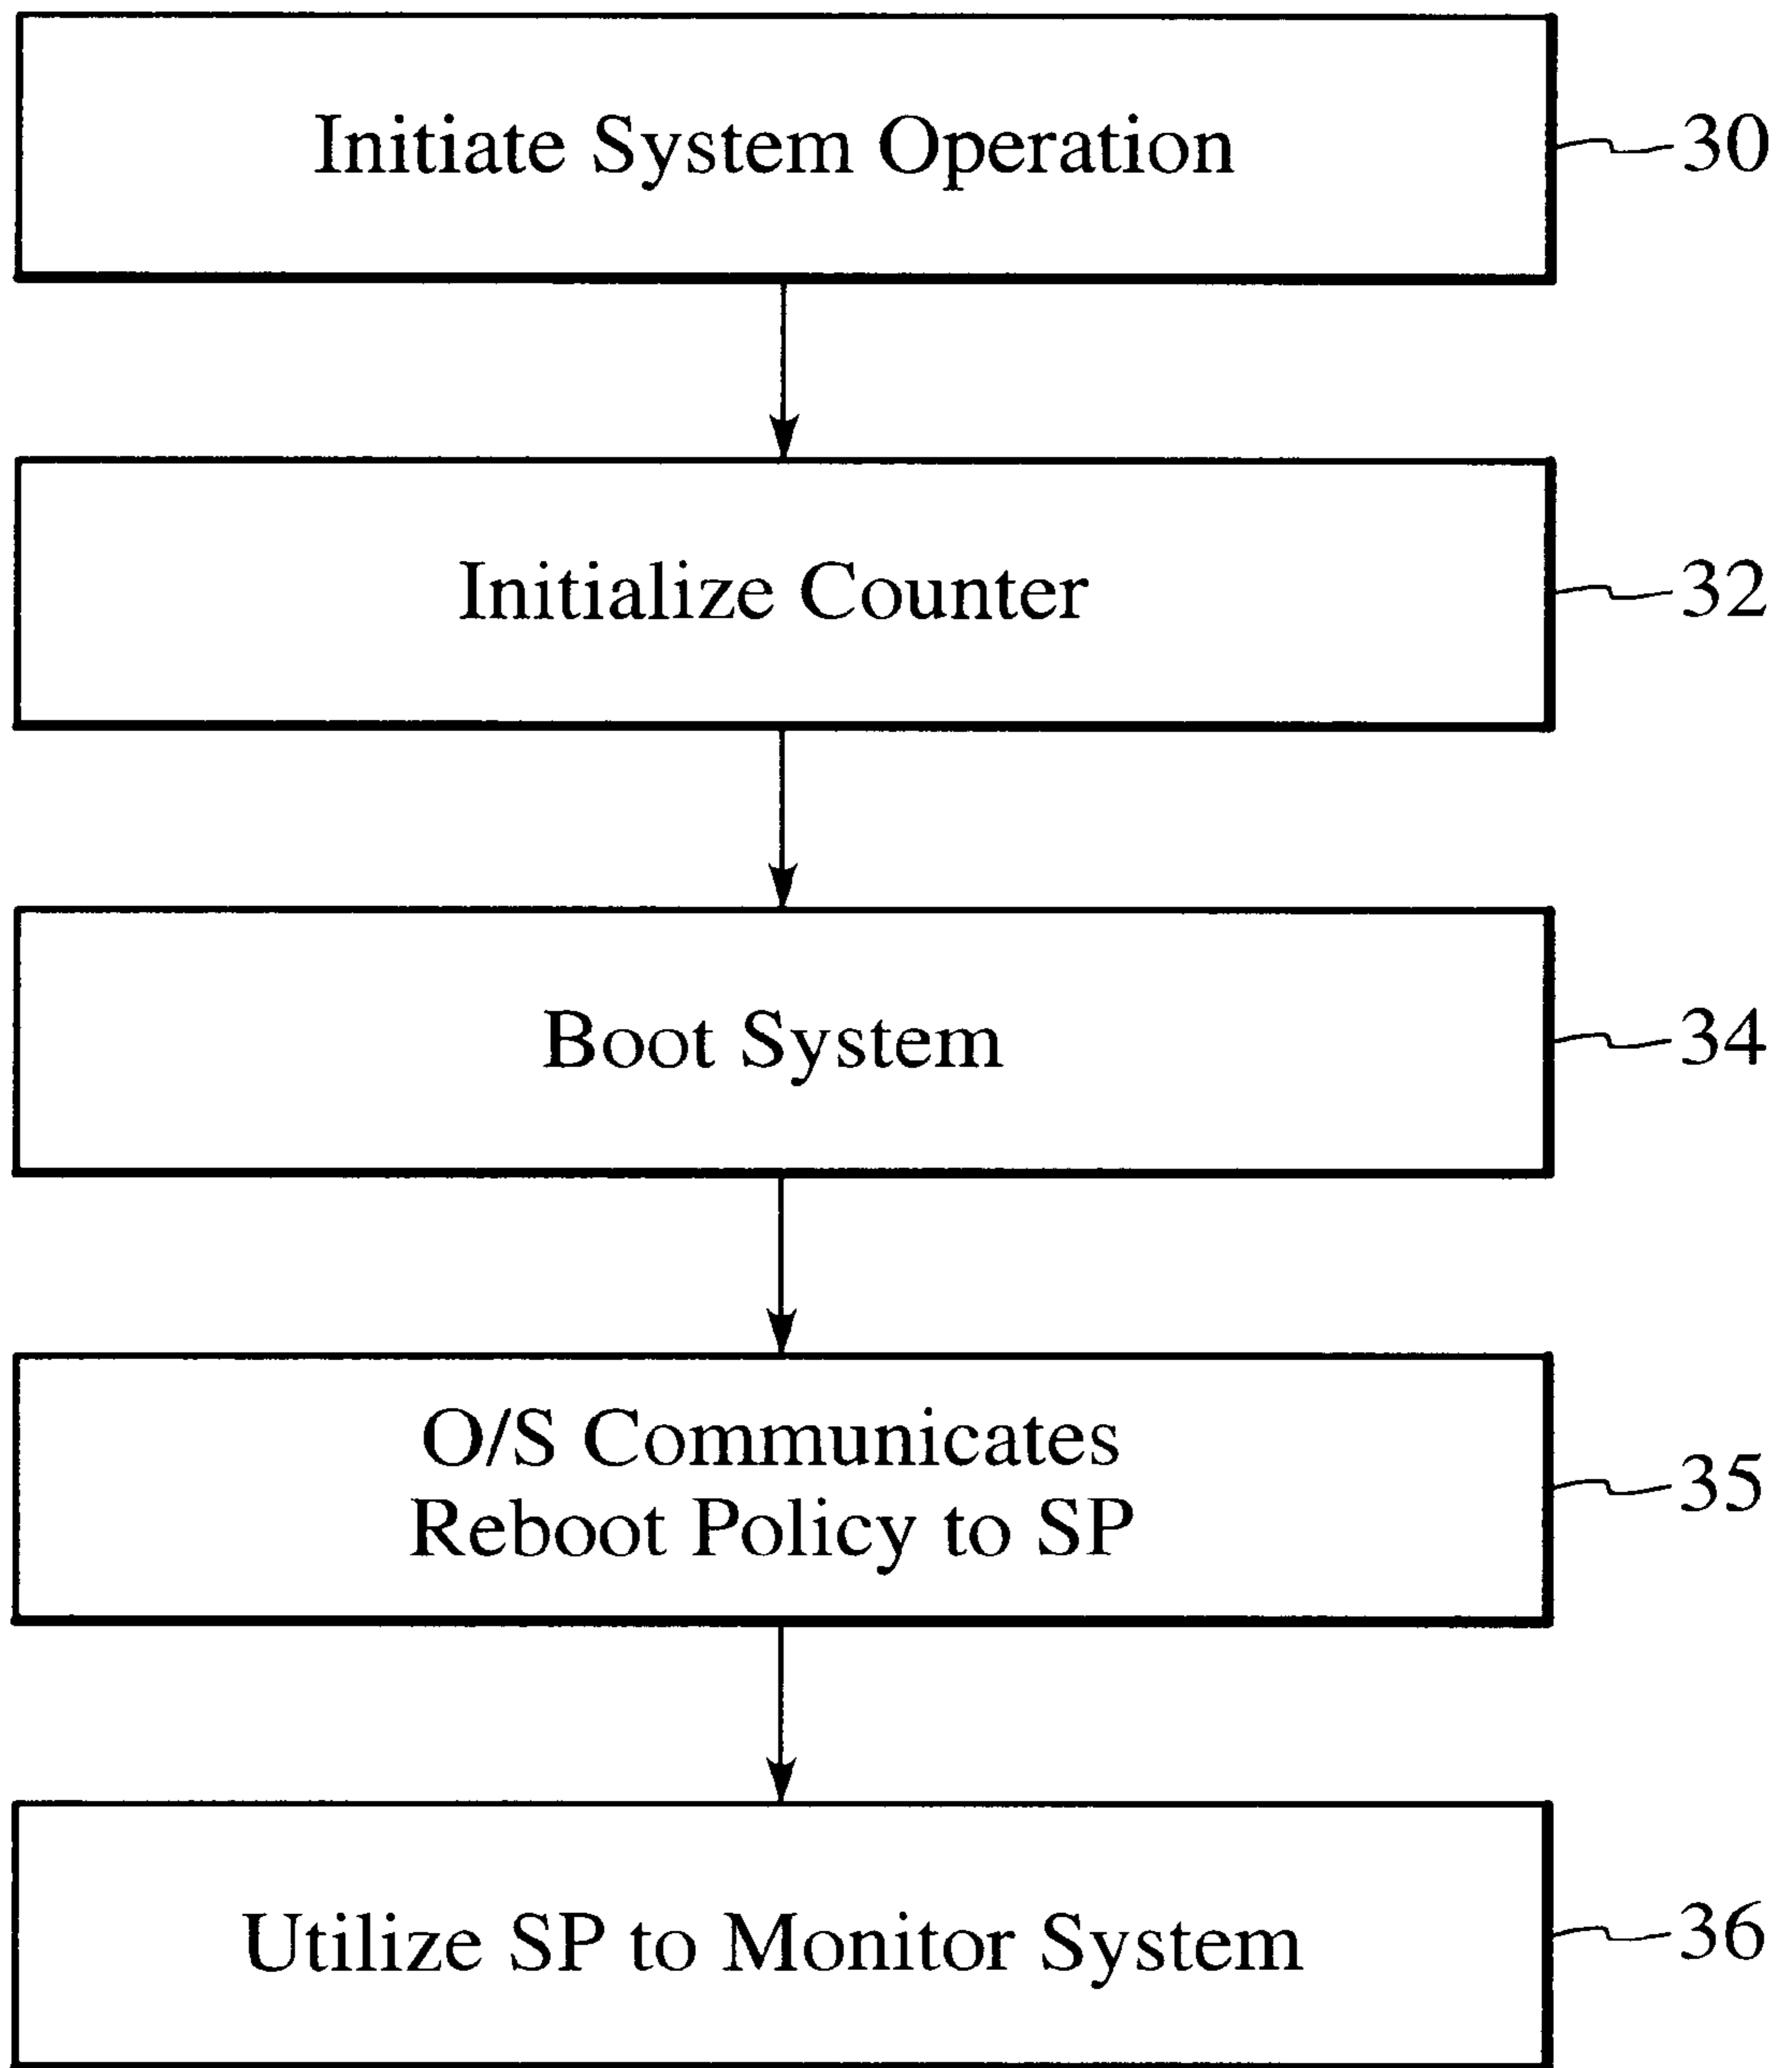 Initiate System Operation
30
Initialize Counter
32
Boot System
34
O/S Communicates
Reboot Policy to SP
35
Utilize SP to Monitor System
36